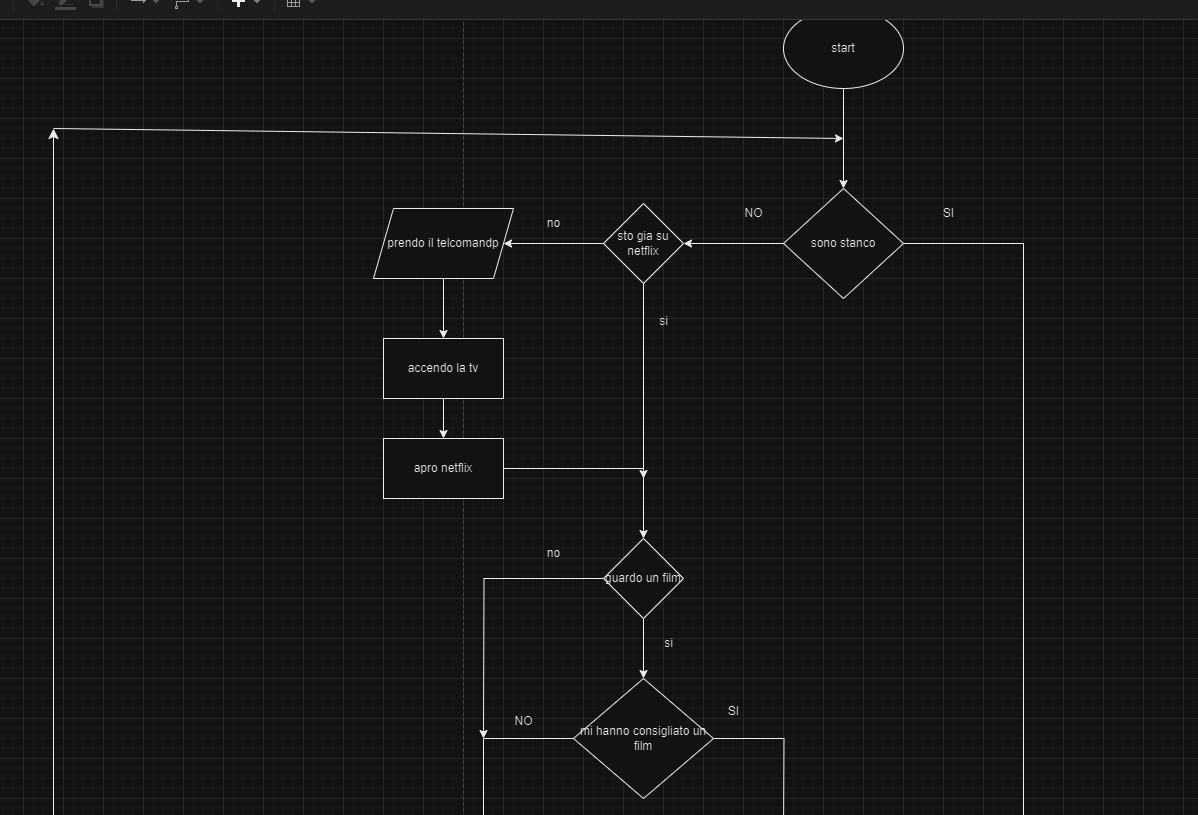 start
NO
SI
no
prendo il telcomandp
sto gia su
netflix
sono stanco
si
accendo la tv
apro netflix
no
guardo un film
si
NO
SI
mi hanno consigliato un
film